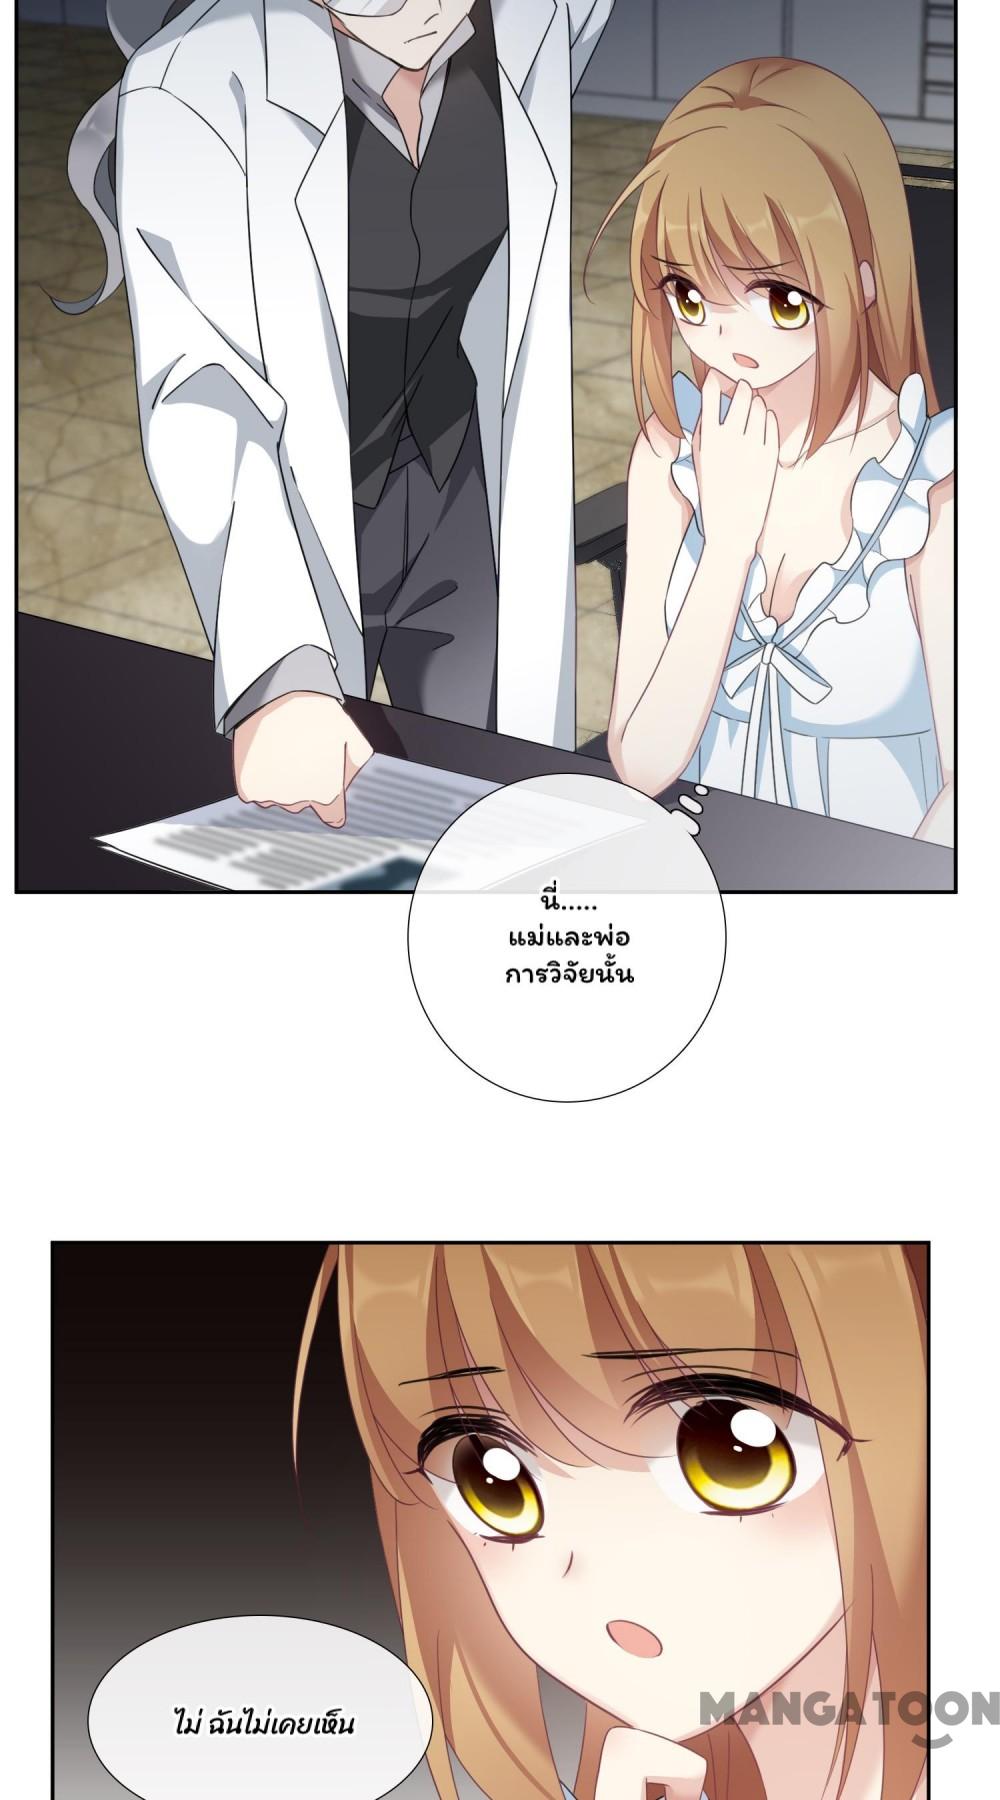 นี่.....
แม่และพ่อ
การวิจัยนั้น
ไม่ ฉันไม่เคยเห็น
MANGATOON